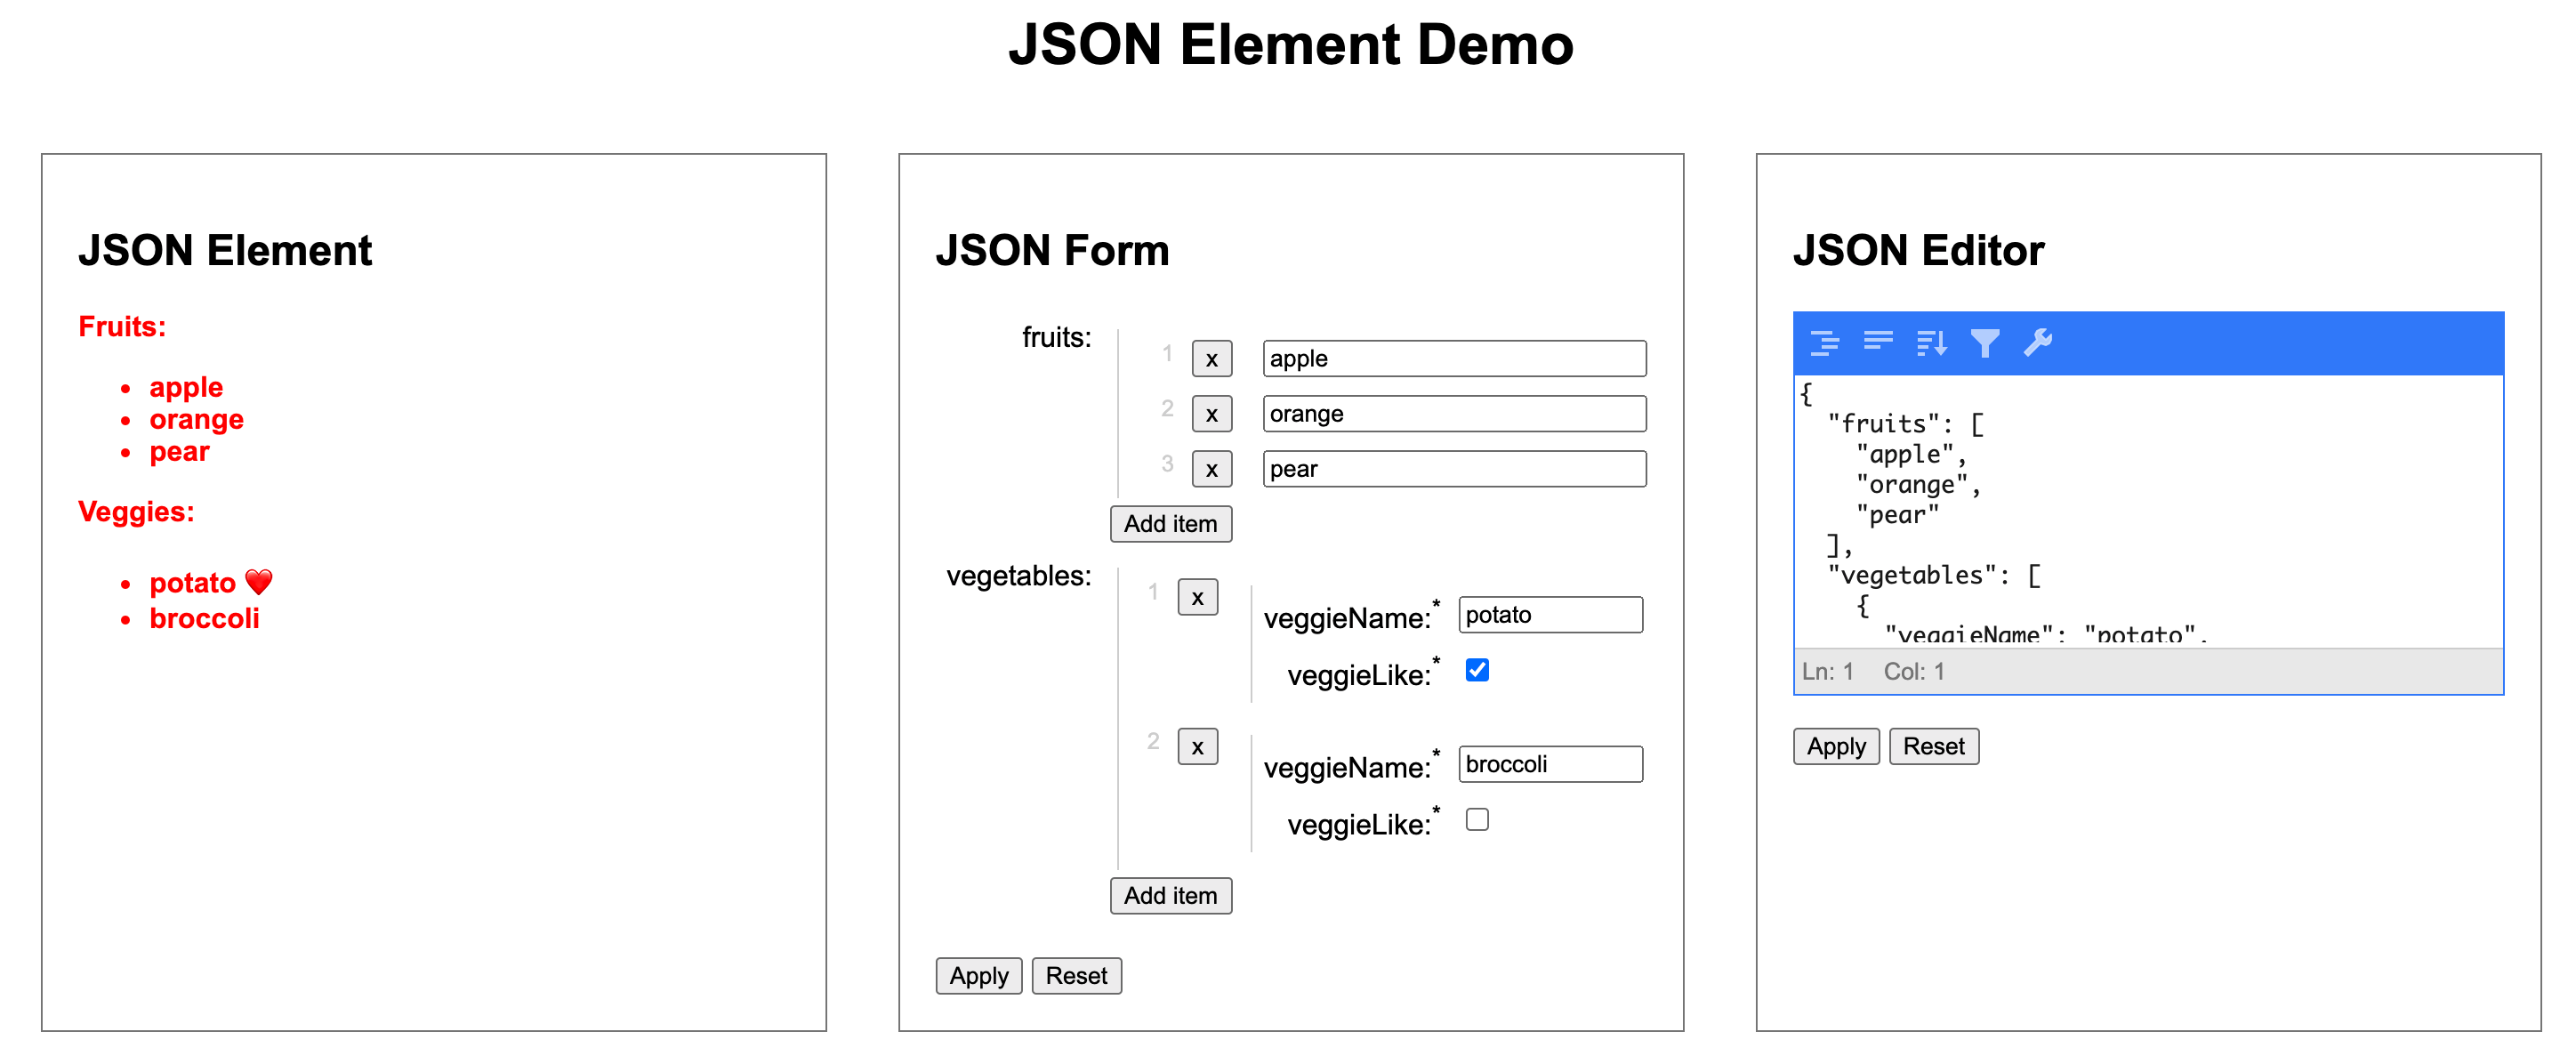 JSON Element Demo
JSON Element
Fruits:
apple
orange
pear
Veggies:
potato ❤️
broccoli
JSON Form
fruits:
1 x apple
2 x orange
3 x pear
Add item
vegetables:
1 x veggieName:* potato
veggieLike:*
2 x veggieName:* broccoli
veggieLike:*
Add item
Apply Reset
JSON Editor
{
"fruits": [
"apple",
"orange",
"pear"
],
"vegetables": [
{
"veggieName": "potato",
Ln: 1 Col: 1
Apply Reset